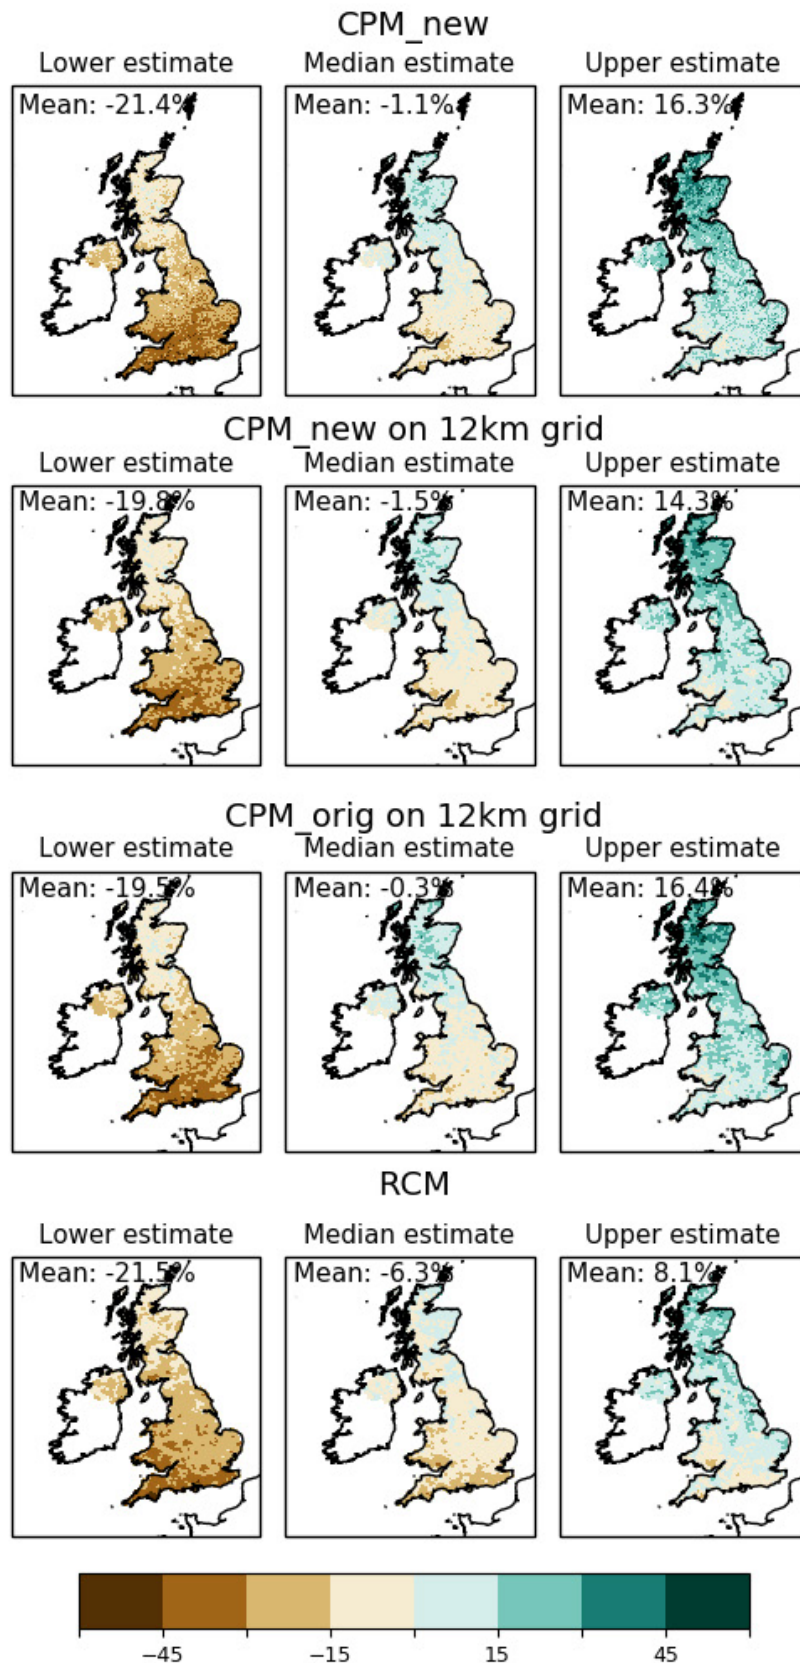 CPM_new
Lower estimate Median estimate Upper estimate
Mean: -21.4% Mean: -1.1% Mean: 16.3%
CPM_new on 12km grid
Lower estimate Median estimate Upper estimate
Mean: -19.8% Mean: -1.5% Mean: 14.3%
CPM_orig on 12km grid
Lower estimate Median estimate Upper estimate
Mean: -19.5% Mean: -0.3% Mean: 16.4%
RCM
Lower estimate Median estimate Upper estimate
Mean: -21.5% Mean: -6.3% Mean: 8.1%
−45 −15 15 45